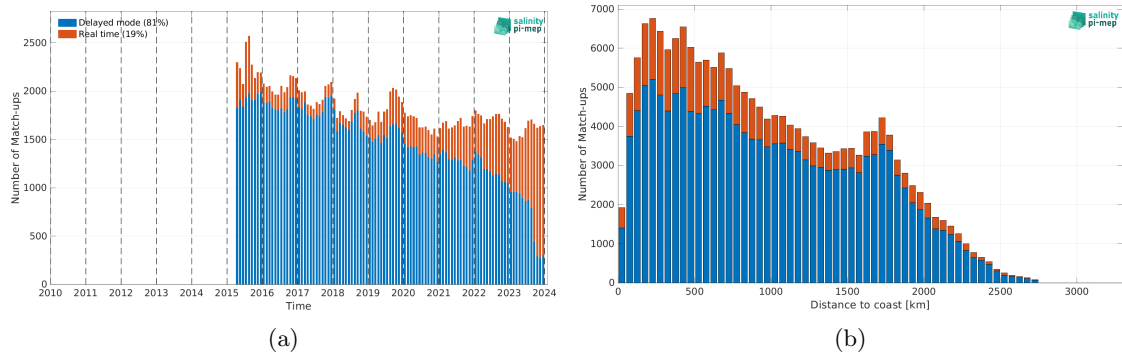 Delayed mode (81%)
Real time (19%)
salinity
pi-mep
Number of Match-ups
2500
2000
1500
1000
500
0
2010 2011 2012 2013 2014 2015 2016 2017 2018 2019 2020 2021 2022 2023 2024
Time
(a)
salinity
pi-mep
Number of Match-ups
7000
6000
5000
4000
3000
2000
1000
0
0 500 1000 1500 2000 2500 3000
Distance to coast [km]
(b)